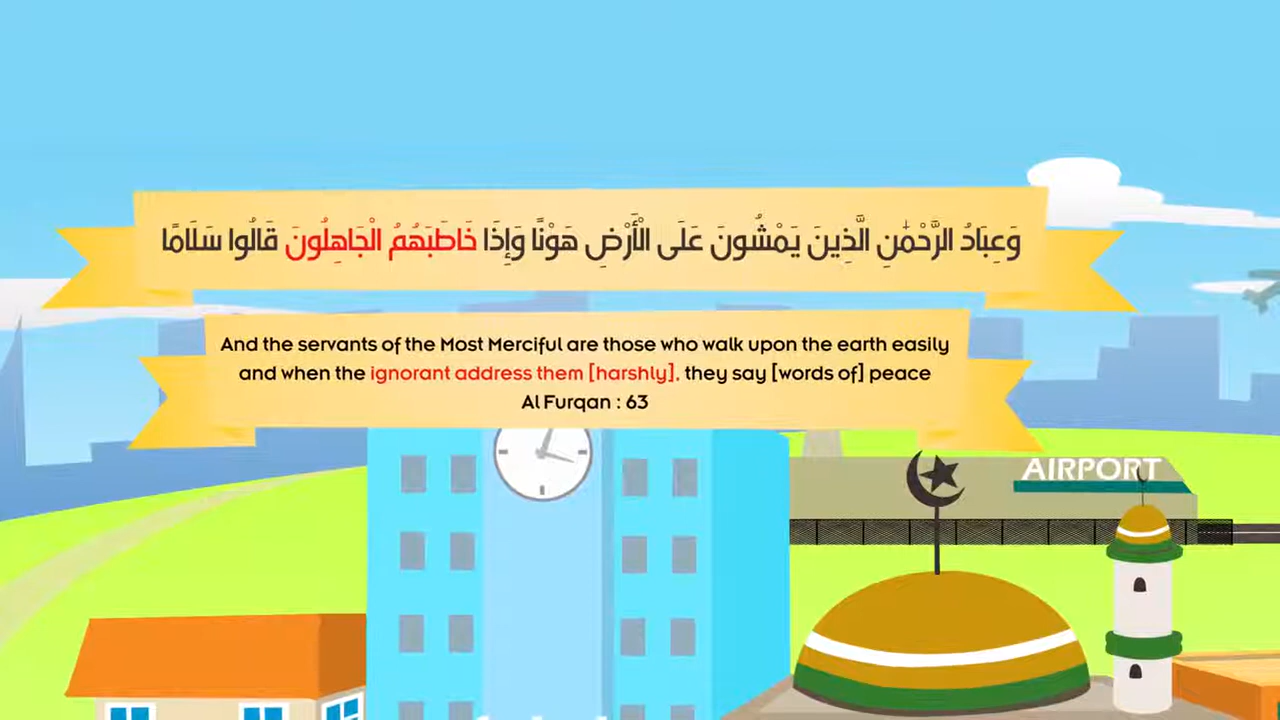 وَعِبَادُ الرَّحْمَٰنِ الَّذِينَ يَمْشُونَ عَلَى الْأَرْضِ هَوْنًا وَإِذَا خَاطَبَهُمُ الْجَاهِلُونَ قَالُوا سَلَامًا
And the servants of the Most Merciful are those who walk upon the earth easily
and when the ignorant address them [harshly], they say [words of] peace
Al Furqan : 63
AIRPORT